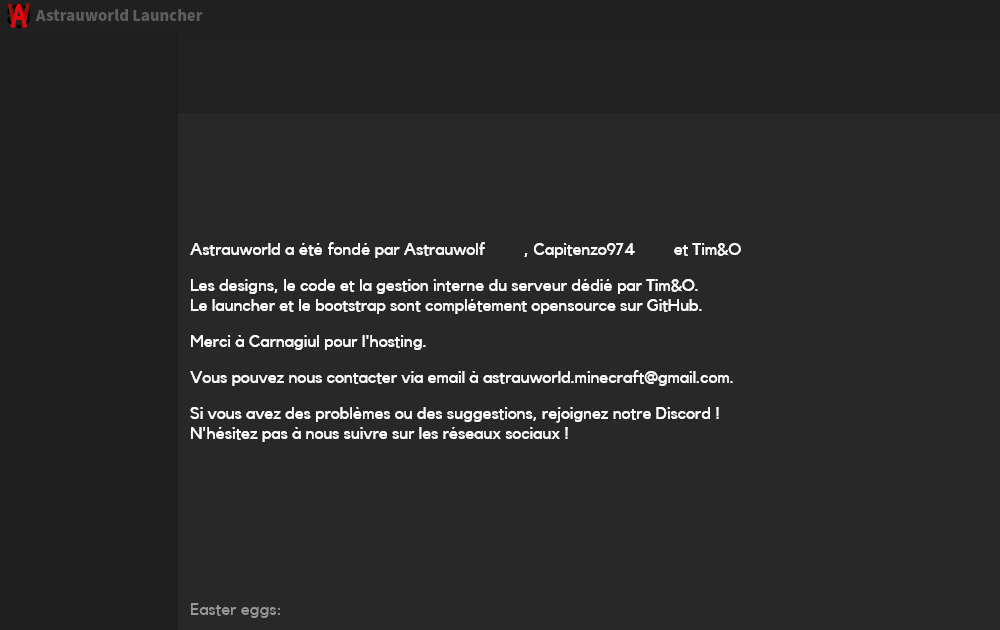 Astrauworld Launcher
Astrauworld a été fondé par Astrauwolf , Capitenzo974 et Tim&O
Les designs, le code et la gestion interne du serveur dédié par Tim&O.
Le launcher et le bootstrap sont complétement opensource sur GitHub.
Merci à Carnagiul pour l'hosting.
Vous pouvez nous contacter via email à astrauworld.minecraft@gmail.com.
Si vous avez des problèmes ou des suggestions, rejoignez notre Discord !
N'hésitez pas à nous suivre sur les réseaux sociaux !
Easter eggs: